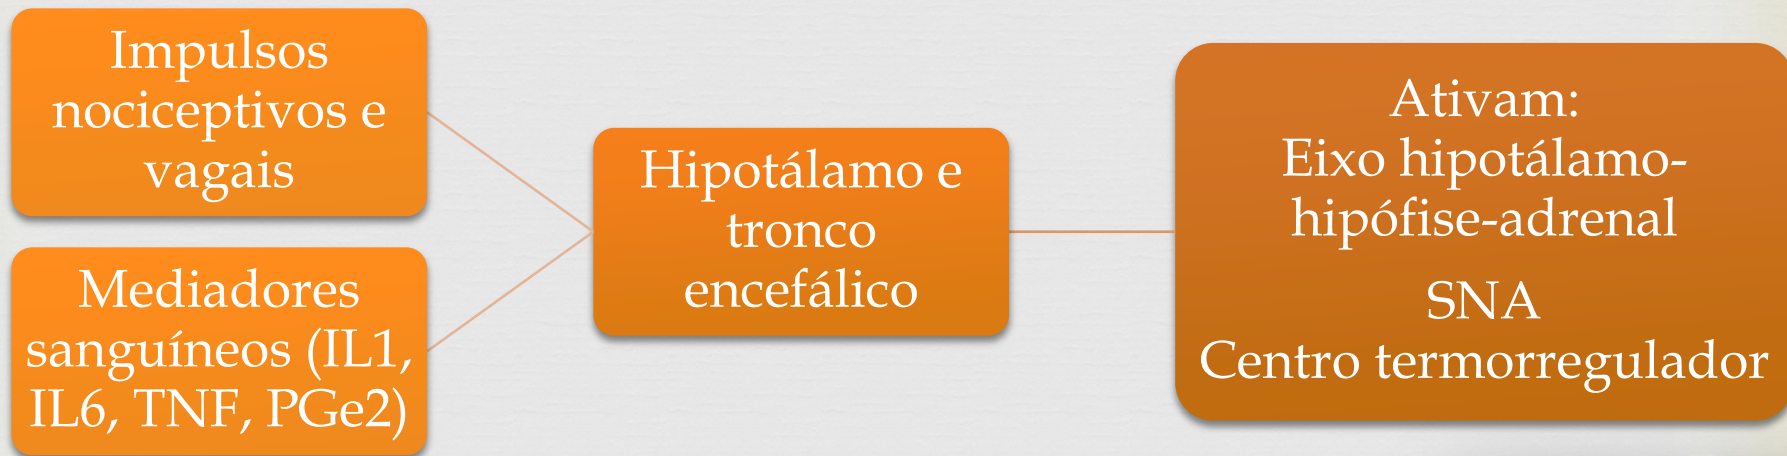 Impulsos
nociceptivos e
vagais
Mediadores
sanguíneos (IL1,
IL6, TNF, PGe2)
Hipotálamo e
tronco
encefálico
Ativam:
Eixo hipotálamo-
hipófise-adrenal
SNA
Centro termorregulador